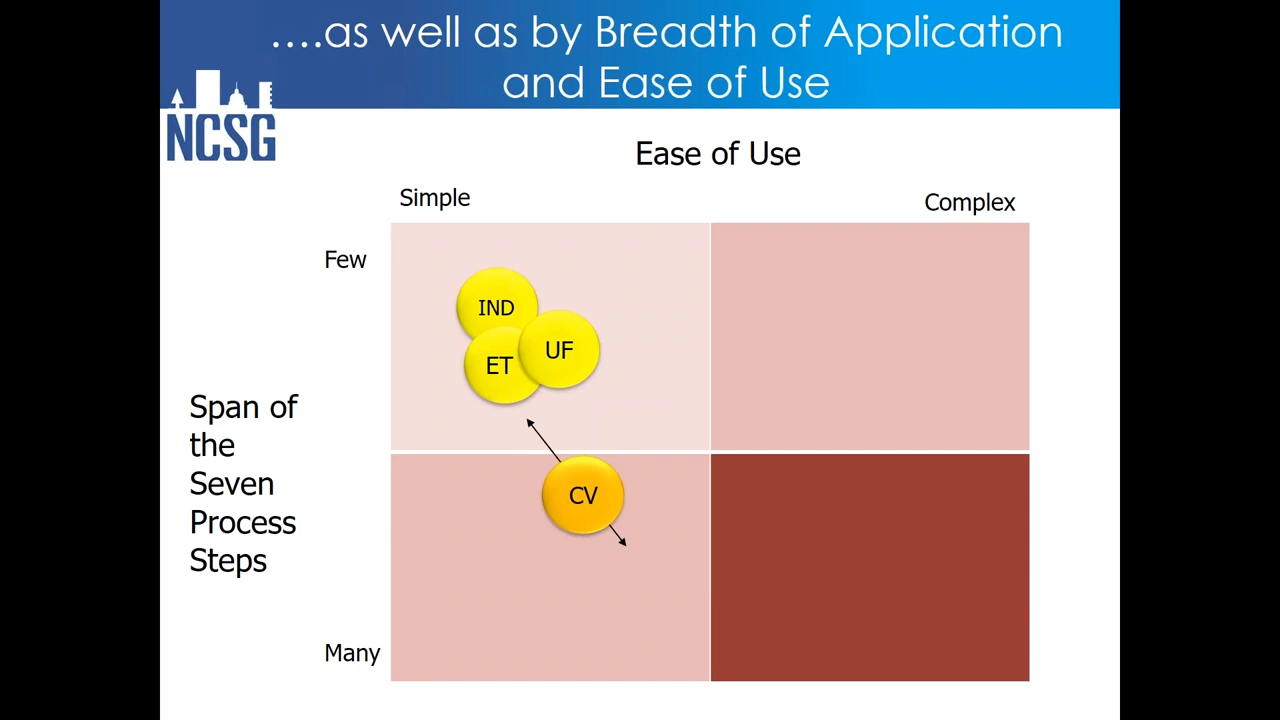 ....as well as by Breadth of Application
and Ease of Use
NCSG
Ease of Use
Simple
Complex
Few
IND
UF
ET
Span of
the
Seven
Process
Steps
CV
Many